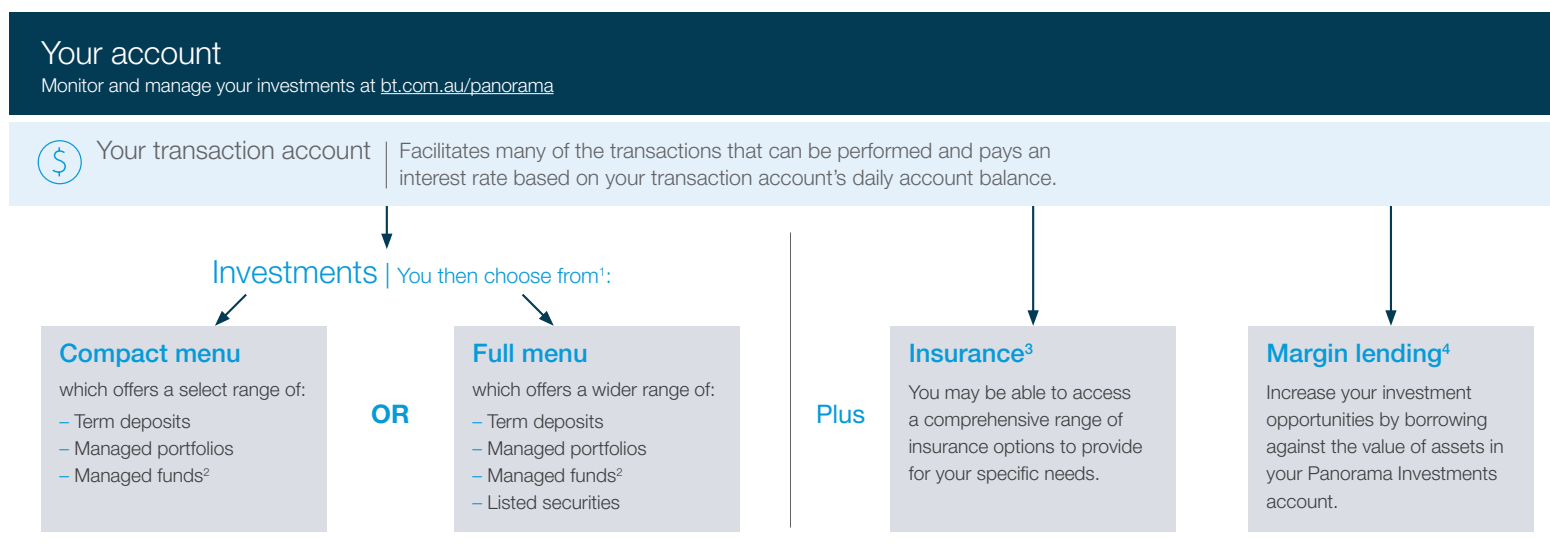 Your account
Monitor and manage your investments at bt.com.au/panorama
$
Your transaction account
Facilitates many of the transactions that can be performed and pays an
interest rate based on your transaction account’s daily account balance.
Investments | You then choose from¹:
Compact menu
which offers a select range of:
– Term deposits
– Managed portfolios
– Managed funds²
OR
Full menu
which offers a wider range of:
– Term deposits
– Managed portfolios
– Managed funds²
– Listed securities
Plus
Insurance³
You may be able to access
a comprehensive range of
insurance options to provide
for your specific needs.
Margin lending⁴
Increase your investment
opportunities by borrowing
against the value of assets in
your Panorama Investments
account.